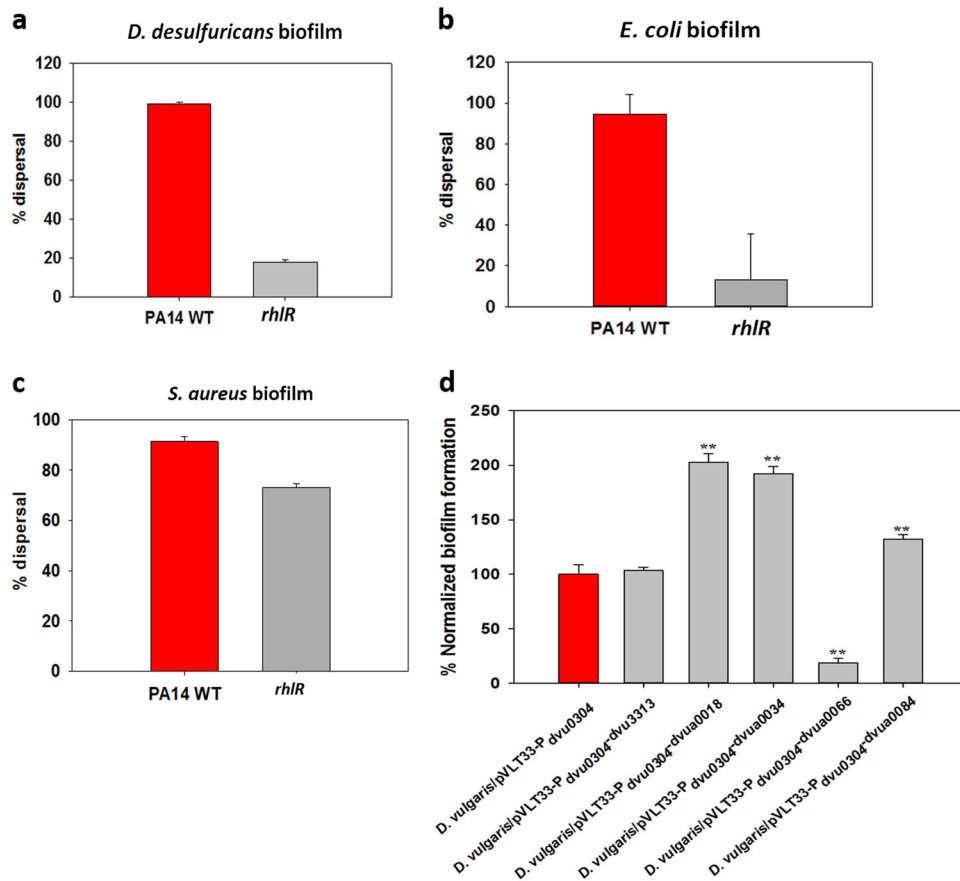 a
D. desulfuricans biofilm
120
100
80
60
40
20
0
% dispersal
PA14 WT
rhlR
b
E. coli biofilm
120
100
80
60
40
20
0
% dispersal
PA14 WT
rhlR
c
S. aureus biofilm
100
80
60
40
20
0
% dispersal
PA14 WT
rhlR
d
250
200
150
100
50
0
% Normalized biofilm formation
**
**
**
**
D. vulgaris/pVLT33-P dvu0304
D. vulgaris/pVLT33-P dvu0304-dvu3313
D. vulgaris/pVLT33-P dvu0304-dvua0018
D. vulgaris/pVLT33-P dvu0304-dvua0034
D. vulgaris/pVLT33-P dvu0304-dvua0066
D. vulgaris/pVLT33-P dvu0304-dvua0084